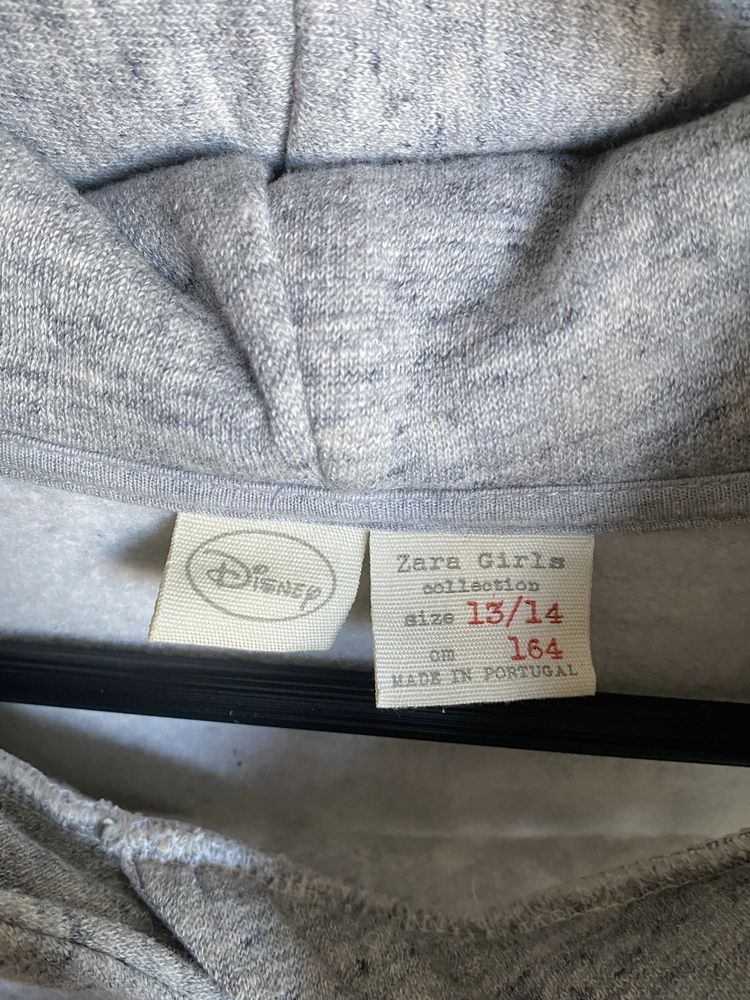 Disney
Zara Girls
collection
size 13/14
cm 164
MADE IN PORTUGAL